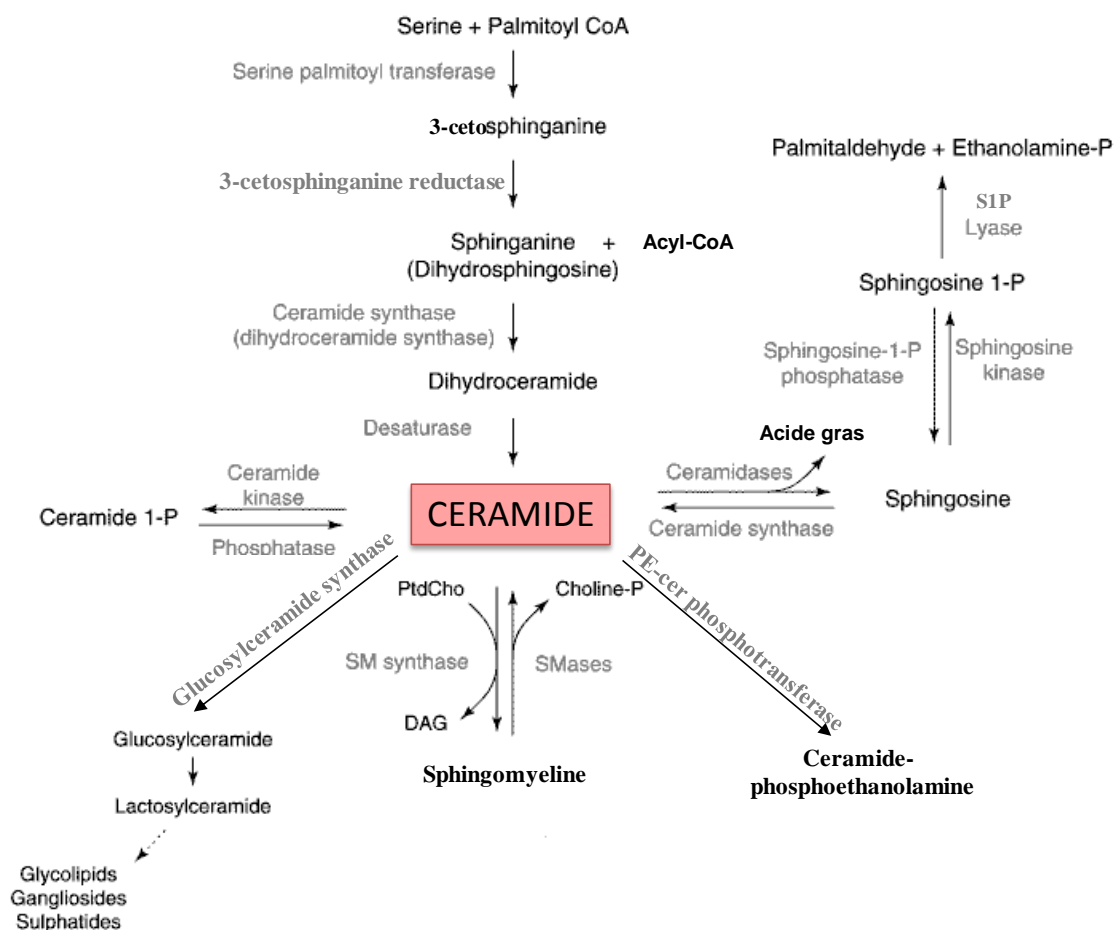 Serine + Palmitoyl CoA
Serine palmitoyl transferase
3-cetosphinganine
3-cetosphinganine reductase
Sphinganine + Acyl-CoA
(Dihydrosphingosine)
Ceramide synthase
(dihydroceramide synthase)
Dihydroceramide
Desaturase
Palmitaldehyde + Ethanolamine-P
S1P
Lyase
Sphingosine 1-P
Sphingosine-1-P
phosphatase
Sphingosine
kinase
Acide gras
Ceramidases
Ceramide synthase
Sphingosine
Ceramide
kinase
Ceramide 1-P
Phosphatase
CERAMIDE
Glucosylceramide synthase
PtdCho
Choline-P
SM synthase
SMases
DAG
Sphingomyeline
PE-cer phosphotransferase
Ceramide-
phosphoethanolamine
Glucosylceramide
Lactosylceramide
Glycolipids
Gangliosides
Sulphatides